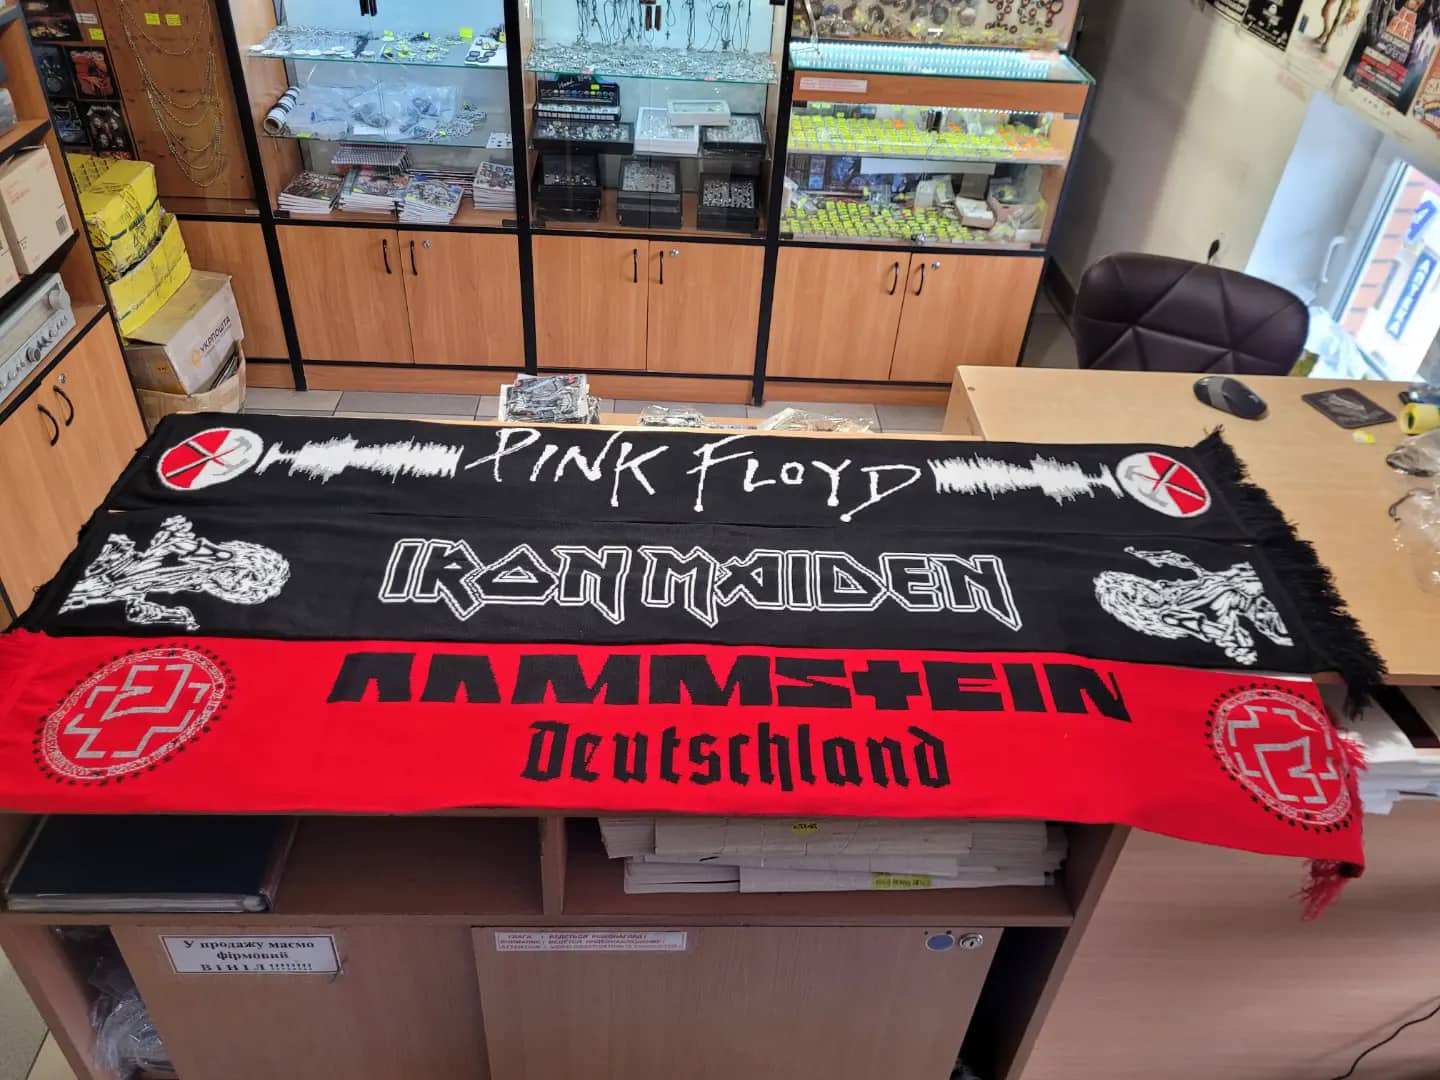 УКРПОШТА
PINK FLOYD
IRON MAIDEN
RAMMSTEIN
Deutschland
У продажу маємо
фірмовий
ВІНІЛ !!!!!!!!